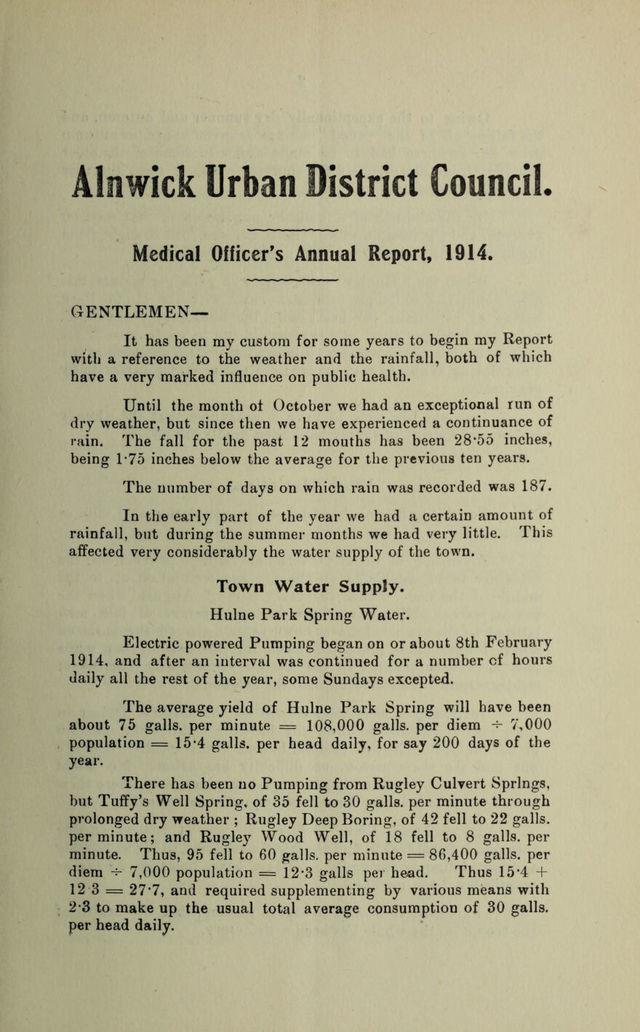 Alnwick Urban District Council.
Medical Officer's Annual Report, 1914.
GENTLEMEN—
It has been my custom for some years to begin my Report
with a reference to the weather and the rainfall, both of which
have a very marked influence on public health.
Until the month of October we had an exceptional run of
dry weather, but since then we have experienced a continuance of
rain. The fall for the past 12 mouths has been 28·55 inches,
being 1·75 inches below the average for the previous ten years.
The number of days on which rain was recorded was 187.
In the early part of the year we had a certain amount of
rainfall, but during the summer months we had very little. This
affected very considerably the water supply of the town.
Town Water Supply.
Hulne Park Spring Water.
Electric powered Pumping began on or about 8th February
1914, and after an interval was continued for a number of hours
daily all the rest of the year, some Sundays excepted.
The average yield of Hulne Park Spring will have been
about 75 galls. per minute = 108,000 galls. per diem ÷ 7,000
population = 15·4 galls. per head daily, for say 200 days of the
year.
There has been no Pumping from Rugley Culvert Springs,
but Tuffy's Well Spring, of 35 fell to 30 galls. per minute through
prolonged dry weather ; Rugley Deep Boring, of 42 fell to 22 galls.
per minute; and Rugley Wood Well, of 18 fell to 8 galls. per
minute. Thus, 95 fell to 60 galls. per minute = 86,400 galls. per
diem ÷ 7,000 population = 12·3 galls per head. Thus 15·4 +
12 3 = 27·7, and required supplementing by various means with
2·3 to make up the usual total average consumption of 30 galls.
per head daily.